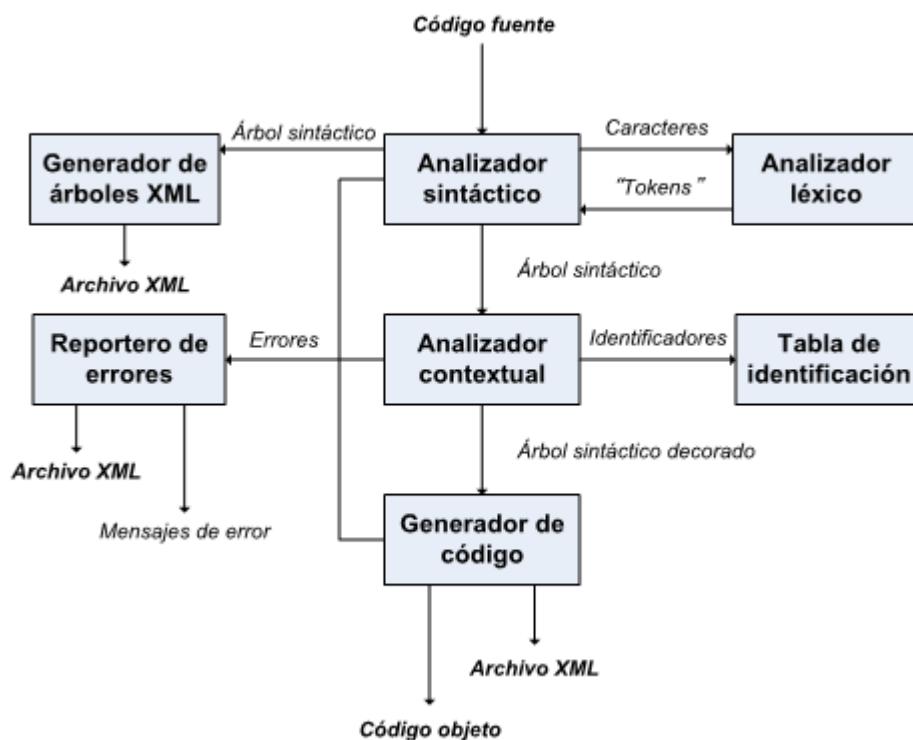 Código fuente
Árbol sintáctico
Caracteres
Generador de
árboles XML
Analizador
sintáctico
"Tokens"
Analizador
léxico
Archivo XML
Árbol sintáctico
Reportero de
errores
Errores
Analizador
contextual
Identificadores
Tabla de
identificación
Archivo XML
Mensajes de error
Árbol sintáctico decorado
Generador de
código
Archivo XML
Código objeto